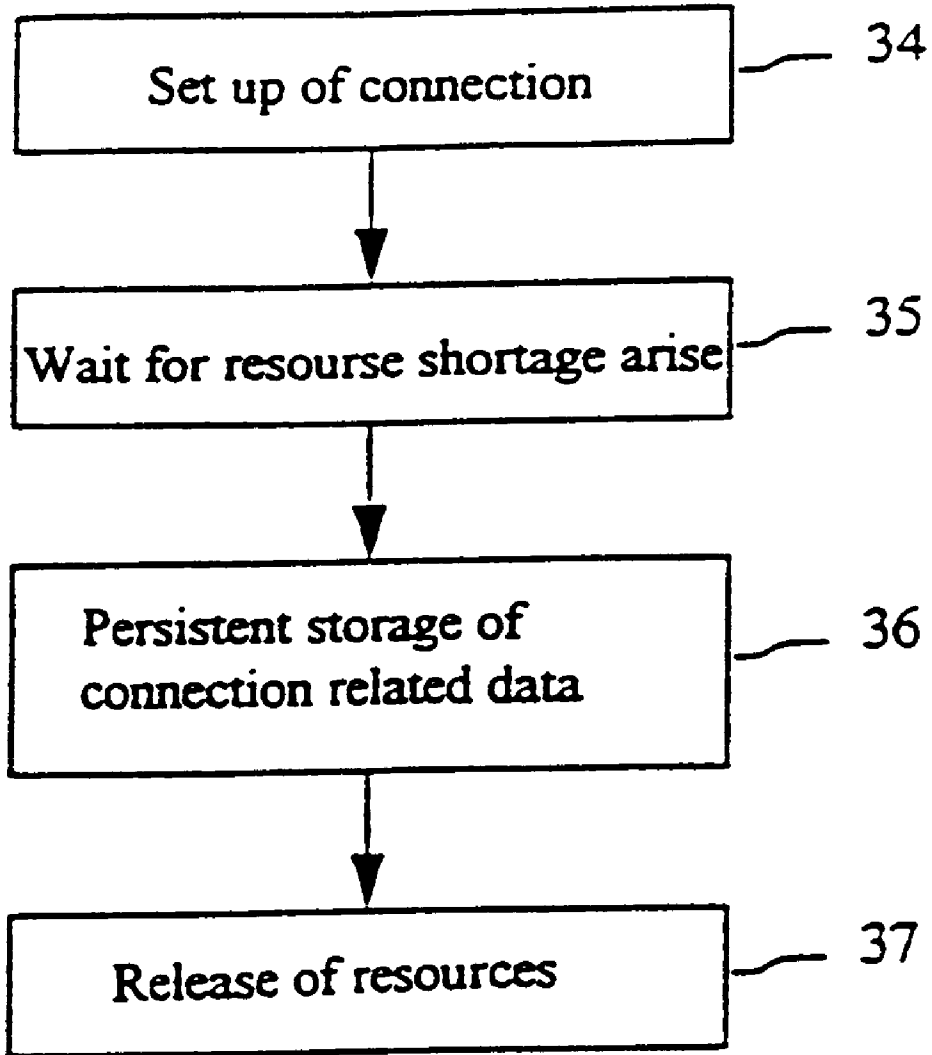 Set up of connection
34
Wait for resourse shortage arise
35
Persistent storage of
connection related data
36
Release of resources
37